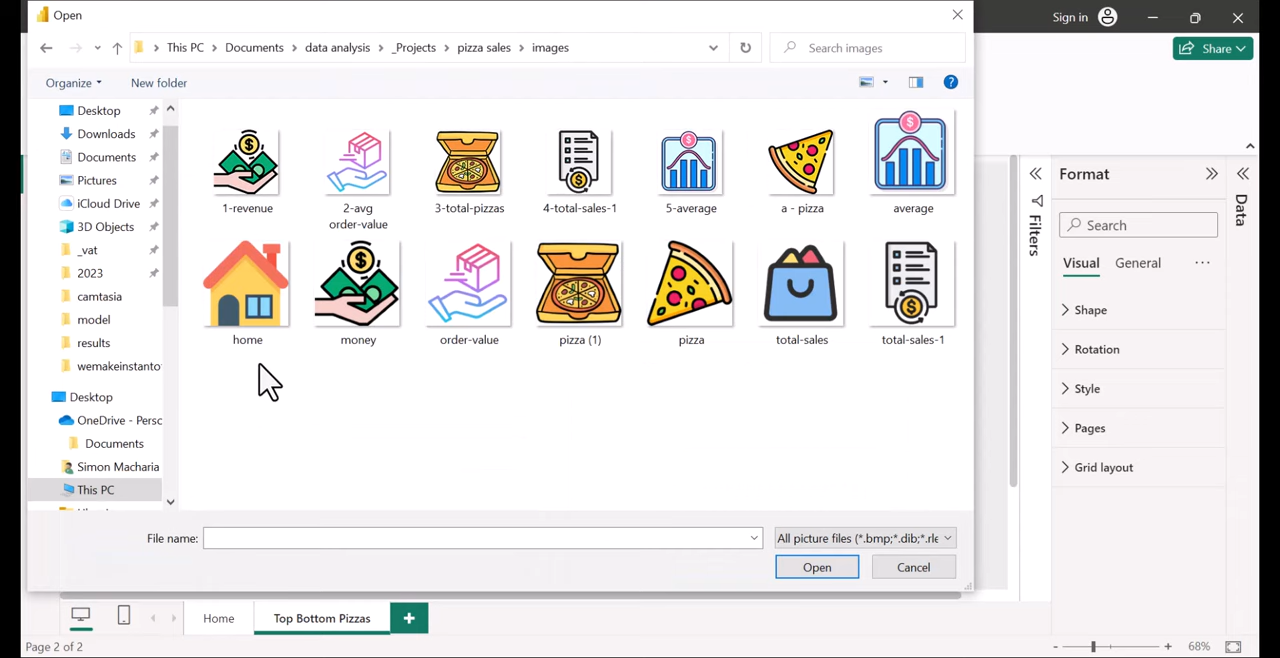 Open
Sign in
This PC
Documents
data analysis
_Projects
pizza sales
images
Search images
Share
Organize
New folder
Desktop
Downloads
Documents
Pictures
iCloud Drive
3D Objects
_vat
2023
camtasia
model
results
wemakeinstanto
Desktop
OneDrive - Persc
Documents
Simon Macharia
This PC
1-revenue
2-avg
order-value
3-total-pizzas
4-total-sales-1
5-average
a - pizza
average
home
money
order-value
pizza (1)
pizza
total-sales
total-sales-1
File name:
All picture files (*.bmp;*.dib;*.rle
Open
Cancel
Filters
Format
Data
Search
Visual
General
Shape
Rotation
Style
Pages
Grid layout
Home
Top Bottom Pizzas
+
Page 2 of 2
- + 68%